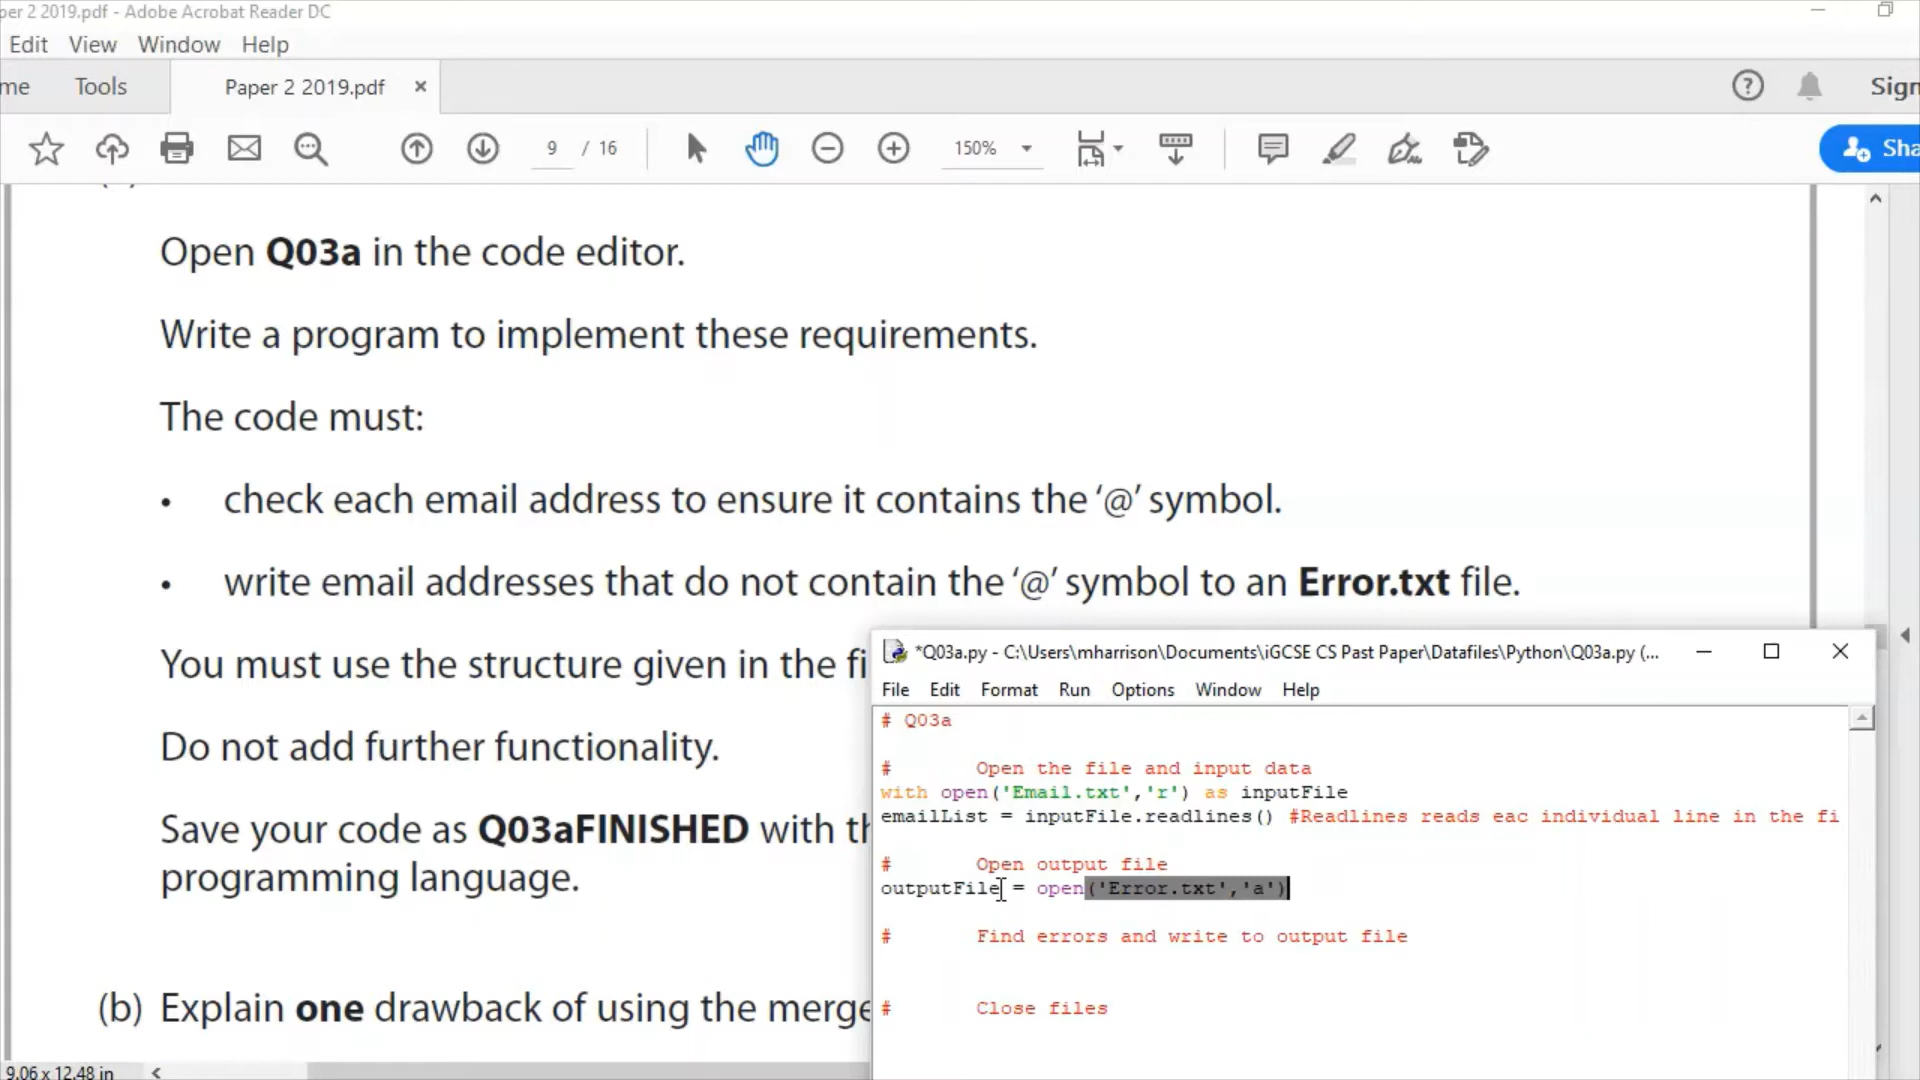 per 2 2019.pdf - Adobe Acrobat Reader DC
Edit View Window Help
me Tools Paper 2 2019.pdf × ? Sign
9 / 16 150% Sha
Open Q03a in the code editor.
Write a program to implement these requirements.
The code must:
• check each email address to ensure it contains the ‘@’ symbol.
• write email addresses that do not contain the ‘@’ symbol to an Error.txt file.
You must use the structure given in the fi
Do not add further functionality.
Save your code as Q03aFINISHED with th
programming language.
(b) Explain one drawback of using the merge
9.06 x 12.48 in
*Q03a.py - C:\Users\mharrison\Documents\iGCSE CS Past Paper\Datafiles\Python\Q03a.py (...
File Edit Format Run Options Window Help
# Q03a
# Open the file and input data
with open('Email.txt','r') as inputFile
emailList = inputFile.readlines() #Readlines reads eac individual line in the fi
# Open output file
outputFile = open('Error.txt','a')
# Find errors and write to output file
# Close files